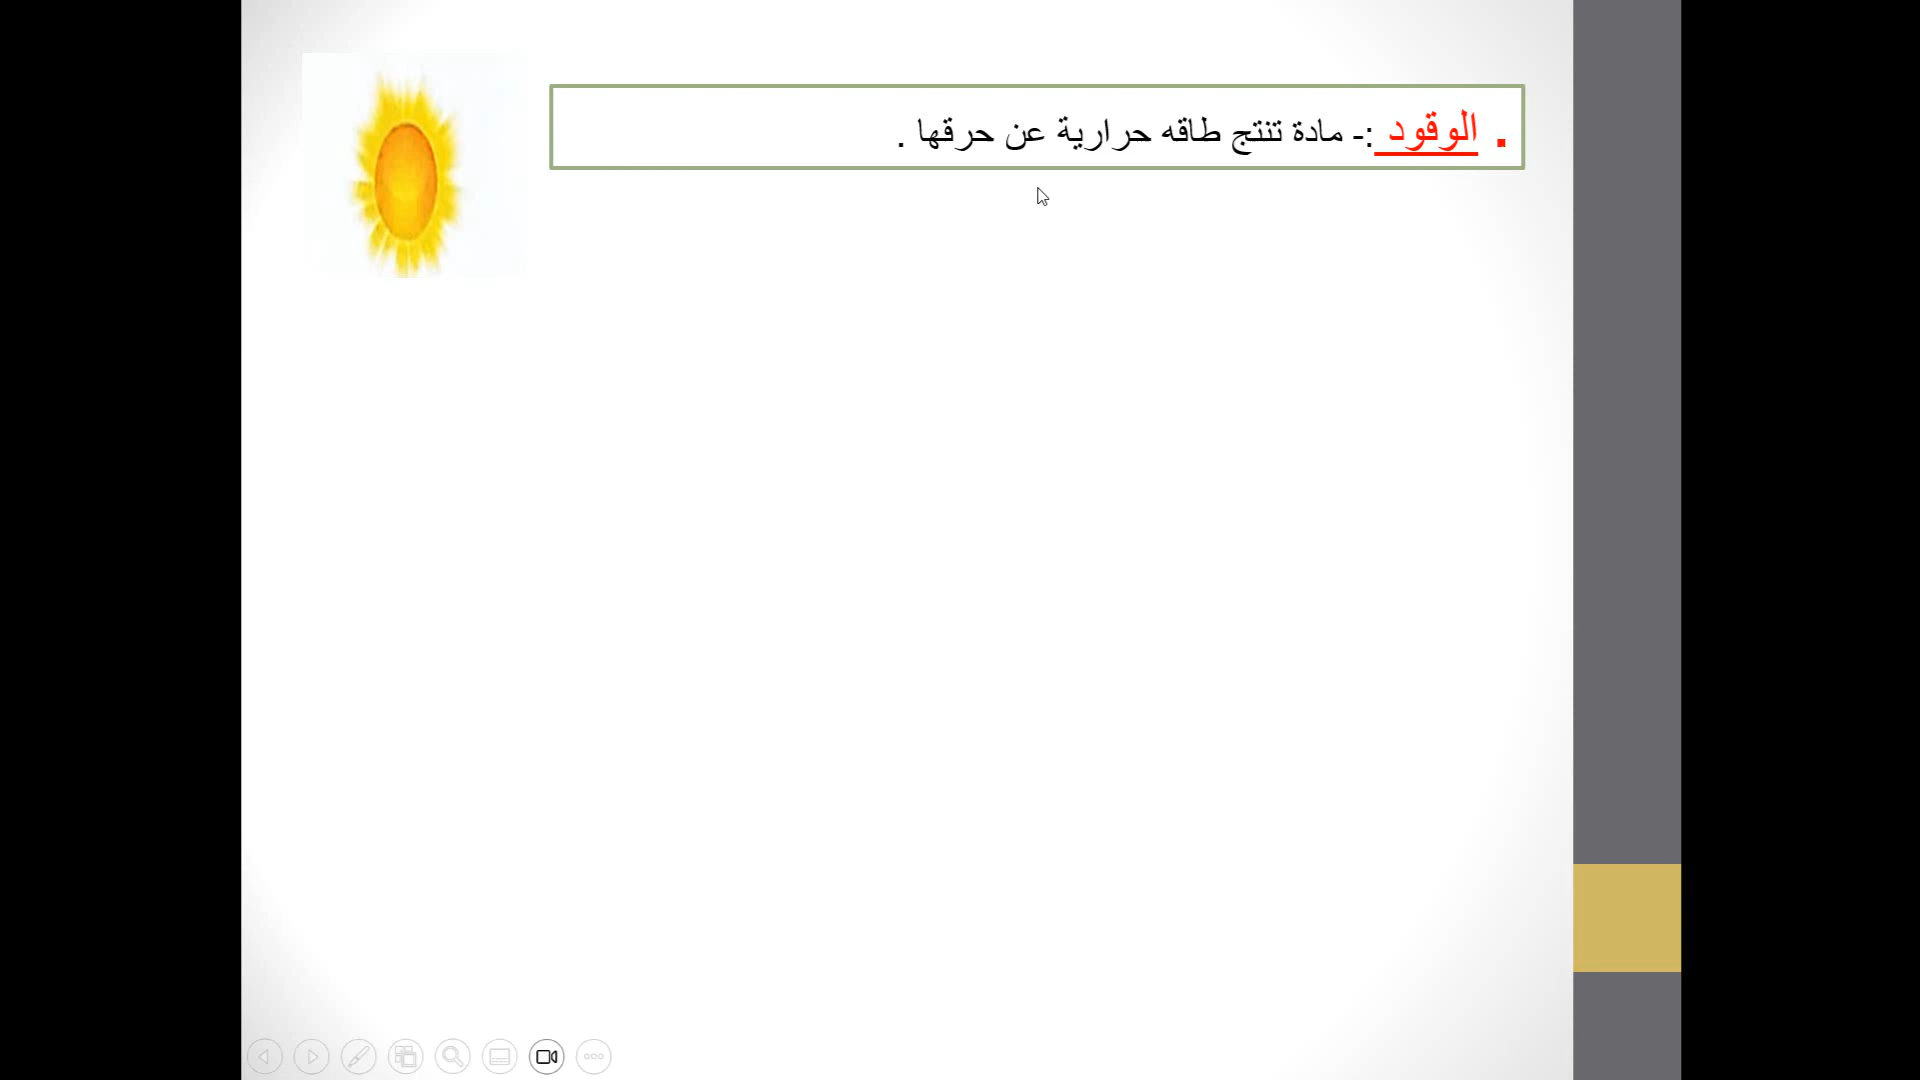 . الوقود :- مادة تنتج طاقه حرارية عن حرقها .